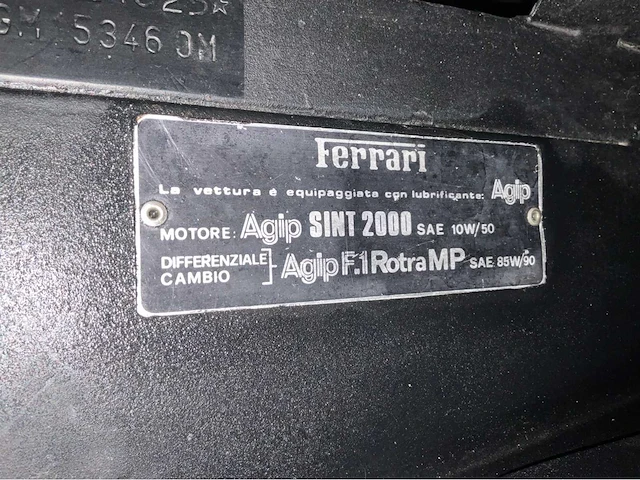 GM 15346 OM
Ferrari
La vettura è equipaggiata con lubrificante: Agip
MOTORE: Agip SINT 2000 SAE 10W/50
DIFFERENZIALE
CAMBIO
} Agip F.1 Rotra MP SAE 85W/90